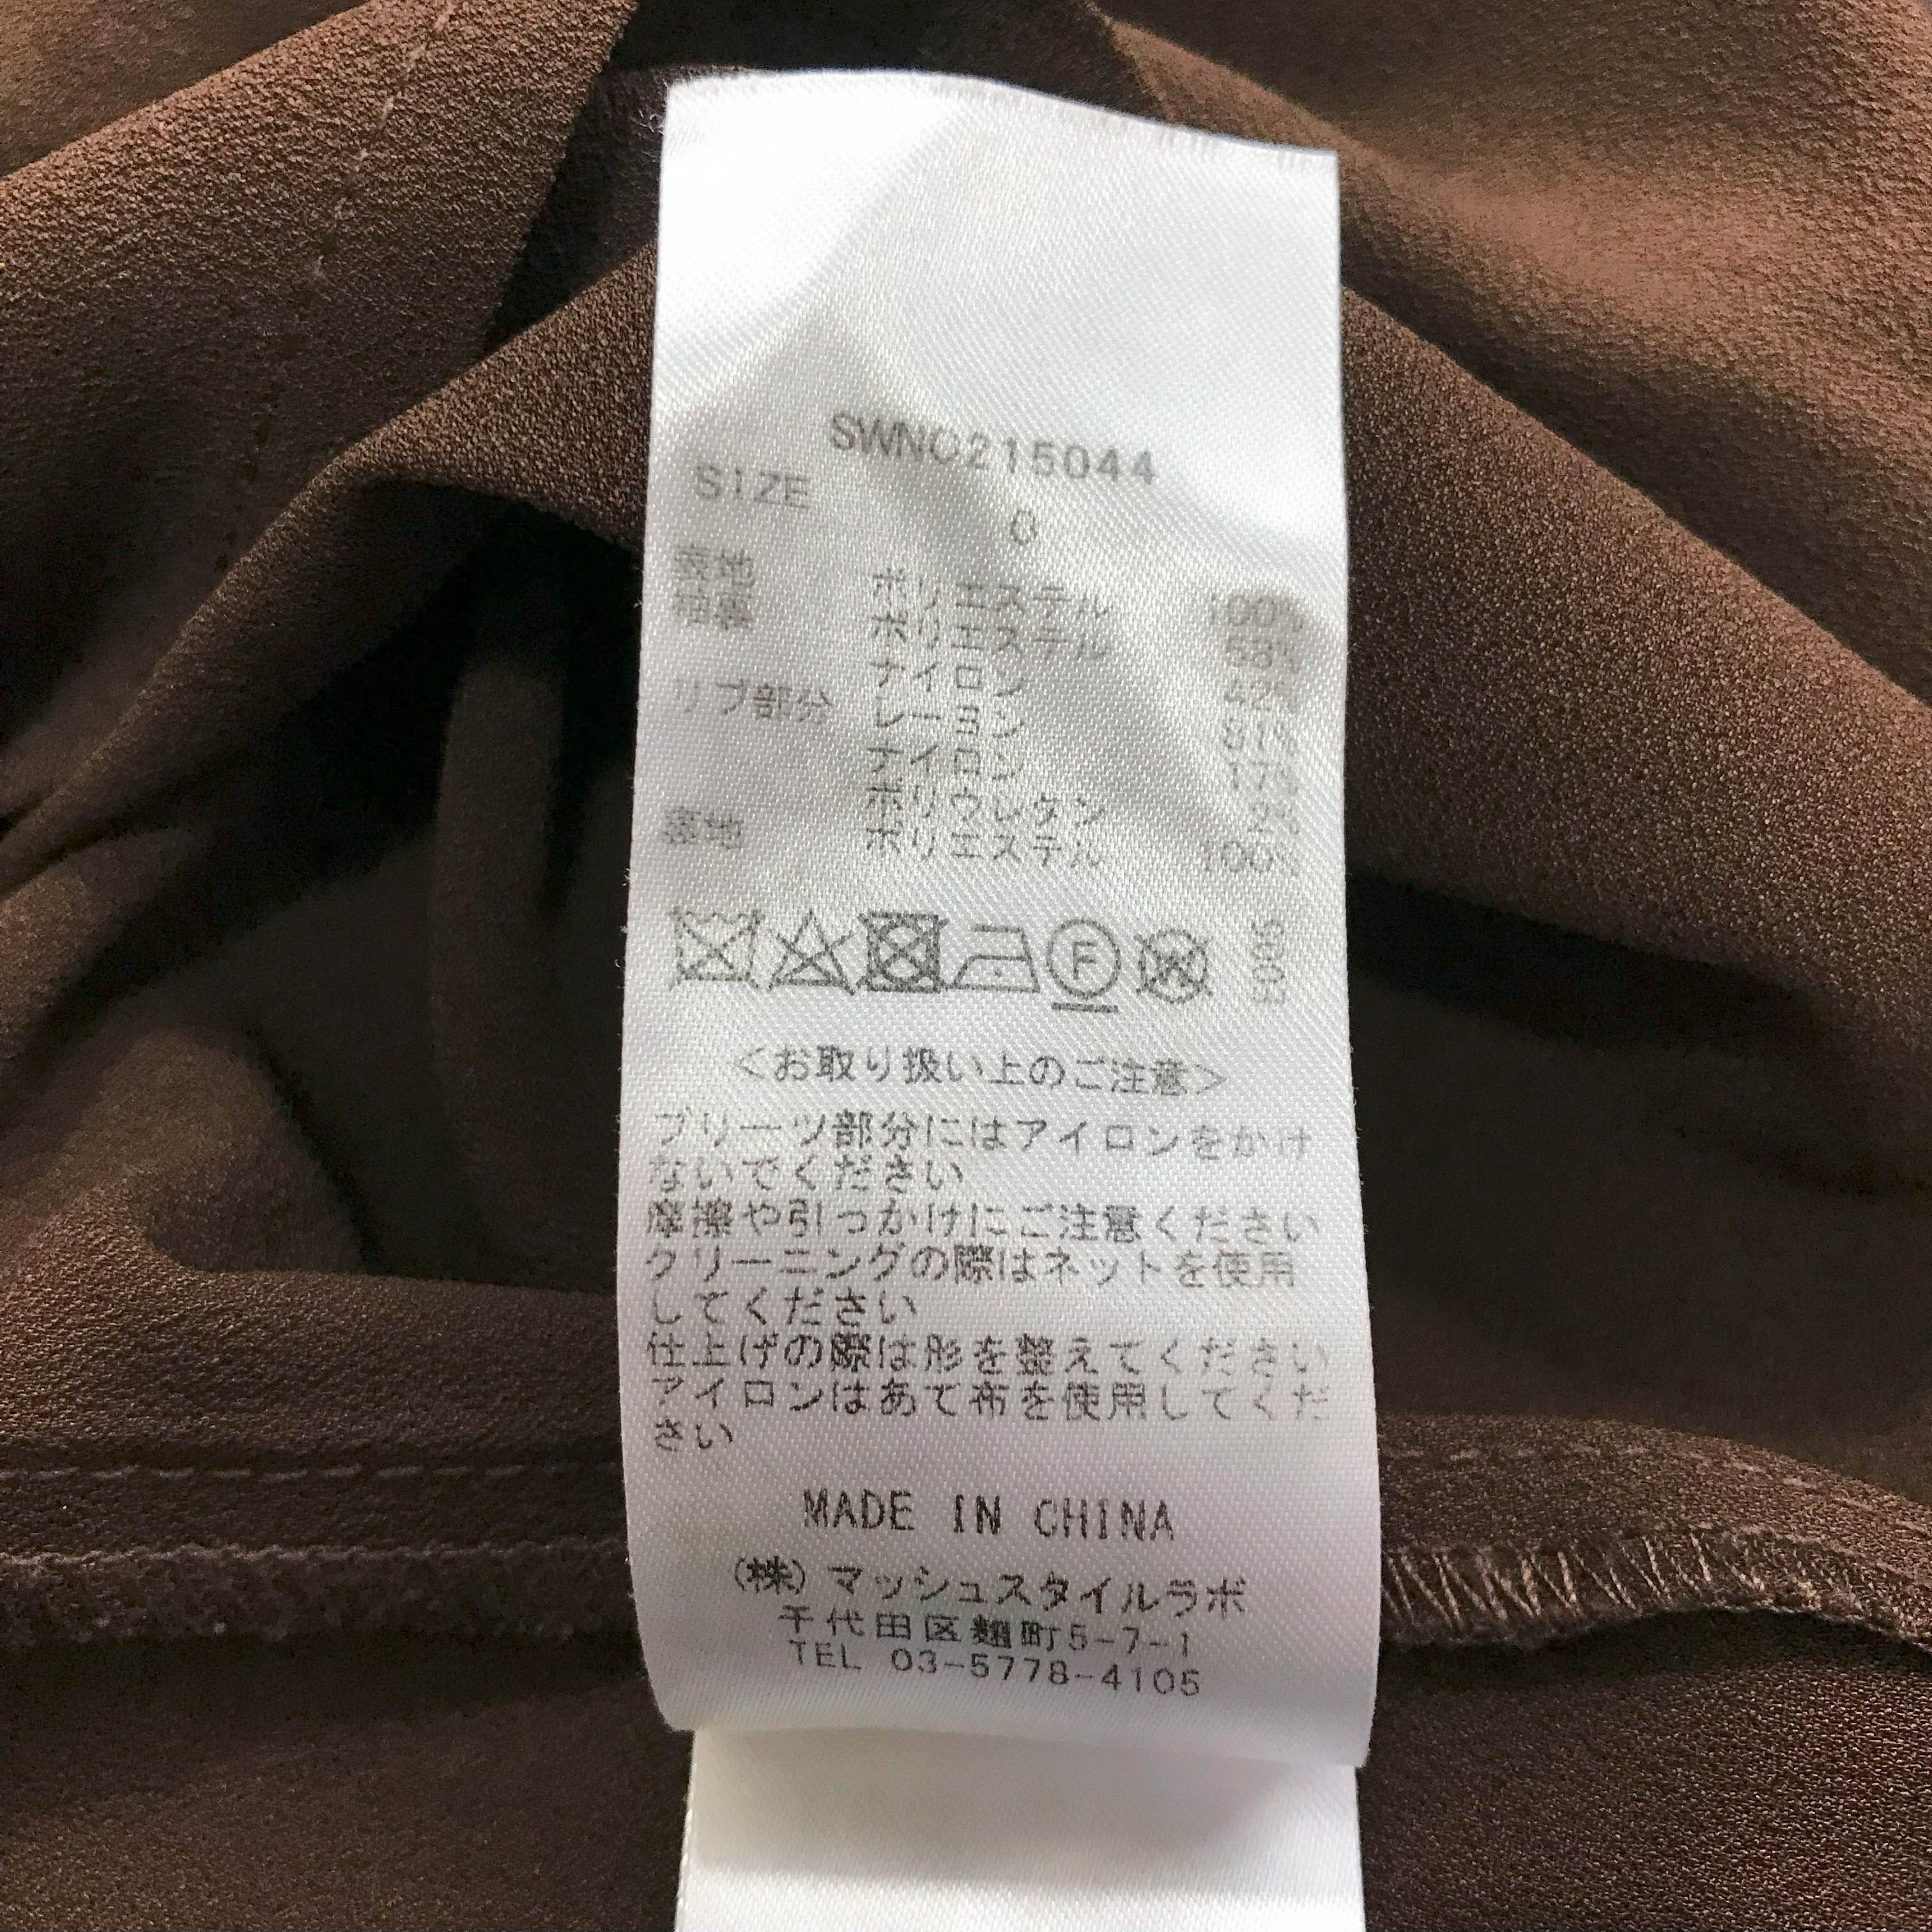 SWNO215044
SIZE
0
表地 ポリエステル 100%
袖裏 ポリエステル 58%
ナイロン 42%
リブ部分 レーヨン 81%
ナイロン 17%
ポリウレタン 2%
裏地 ポリエステル 100%
F
W
9003
<お取り扱い上のご注意>
プリーツ部分にはアイロンをかけ
ないでください
摩擦や引っかけにご注意ください
クリーニングの際はネットを使用
してください
仕上げの際は形を整えてください
アイロンはあて布を使用してくだ
さい
MADE IN CHINA
(株)マッシュスタイルラボ
千代田区麹町5-7-1
TEL 03-5778-4105